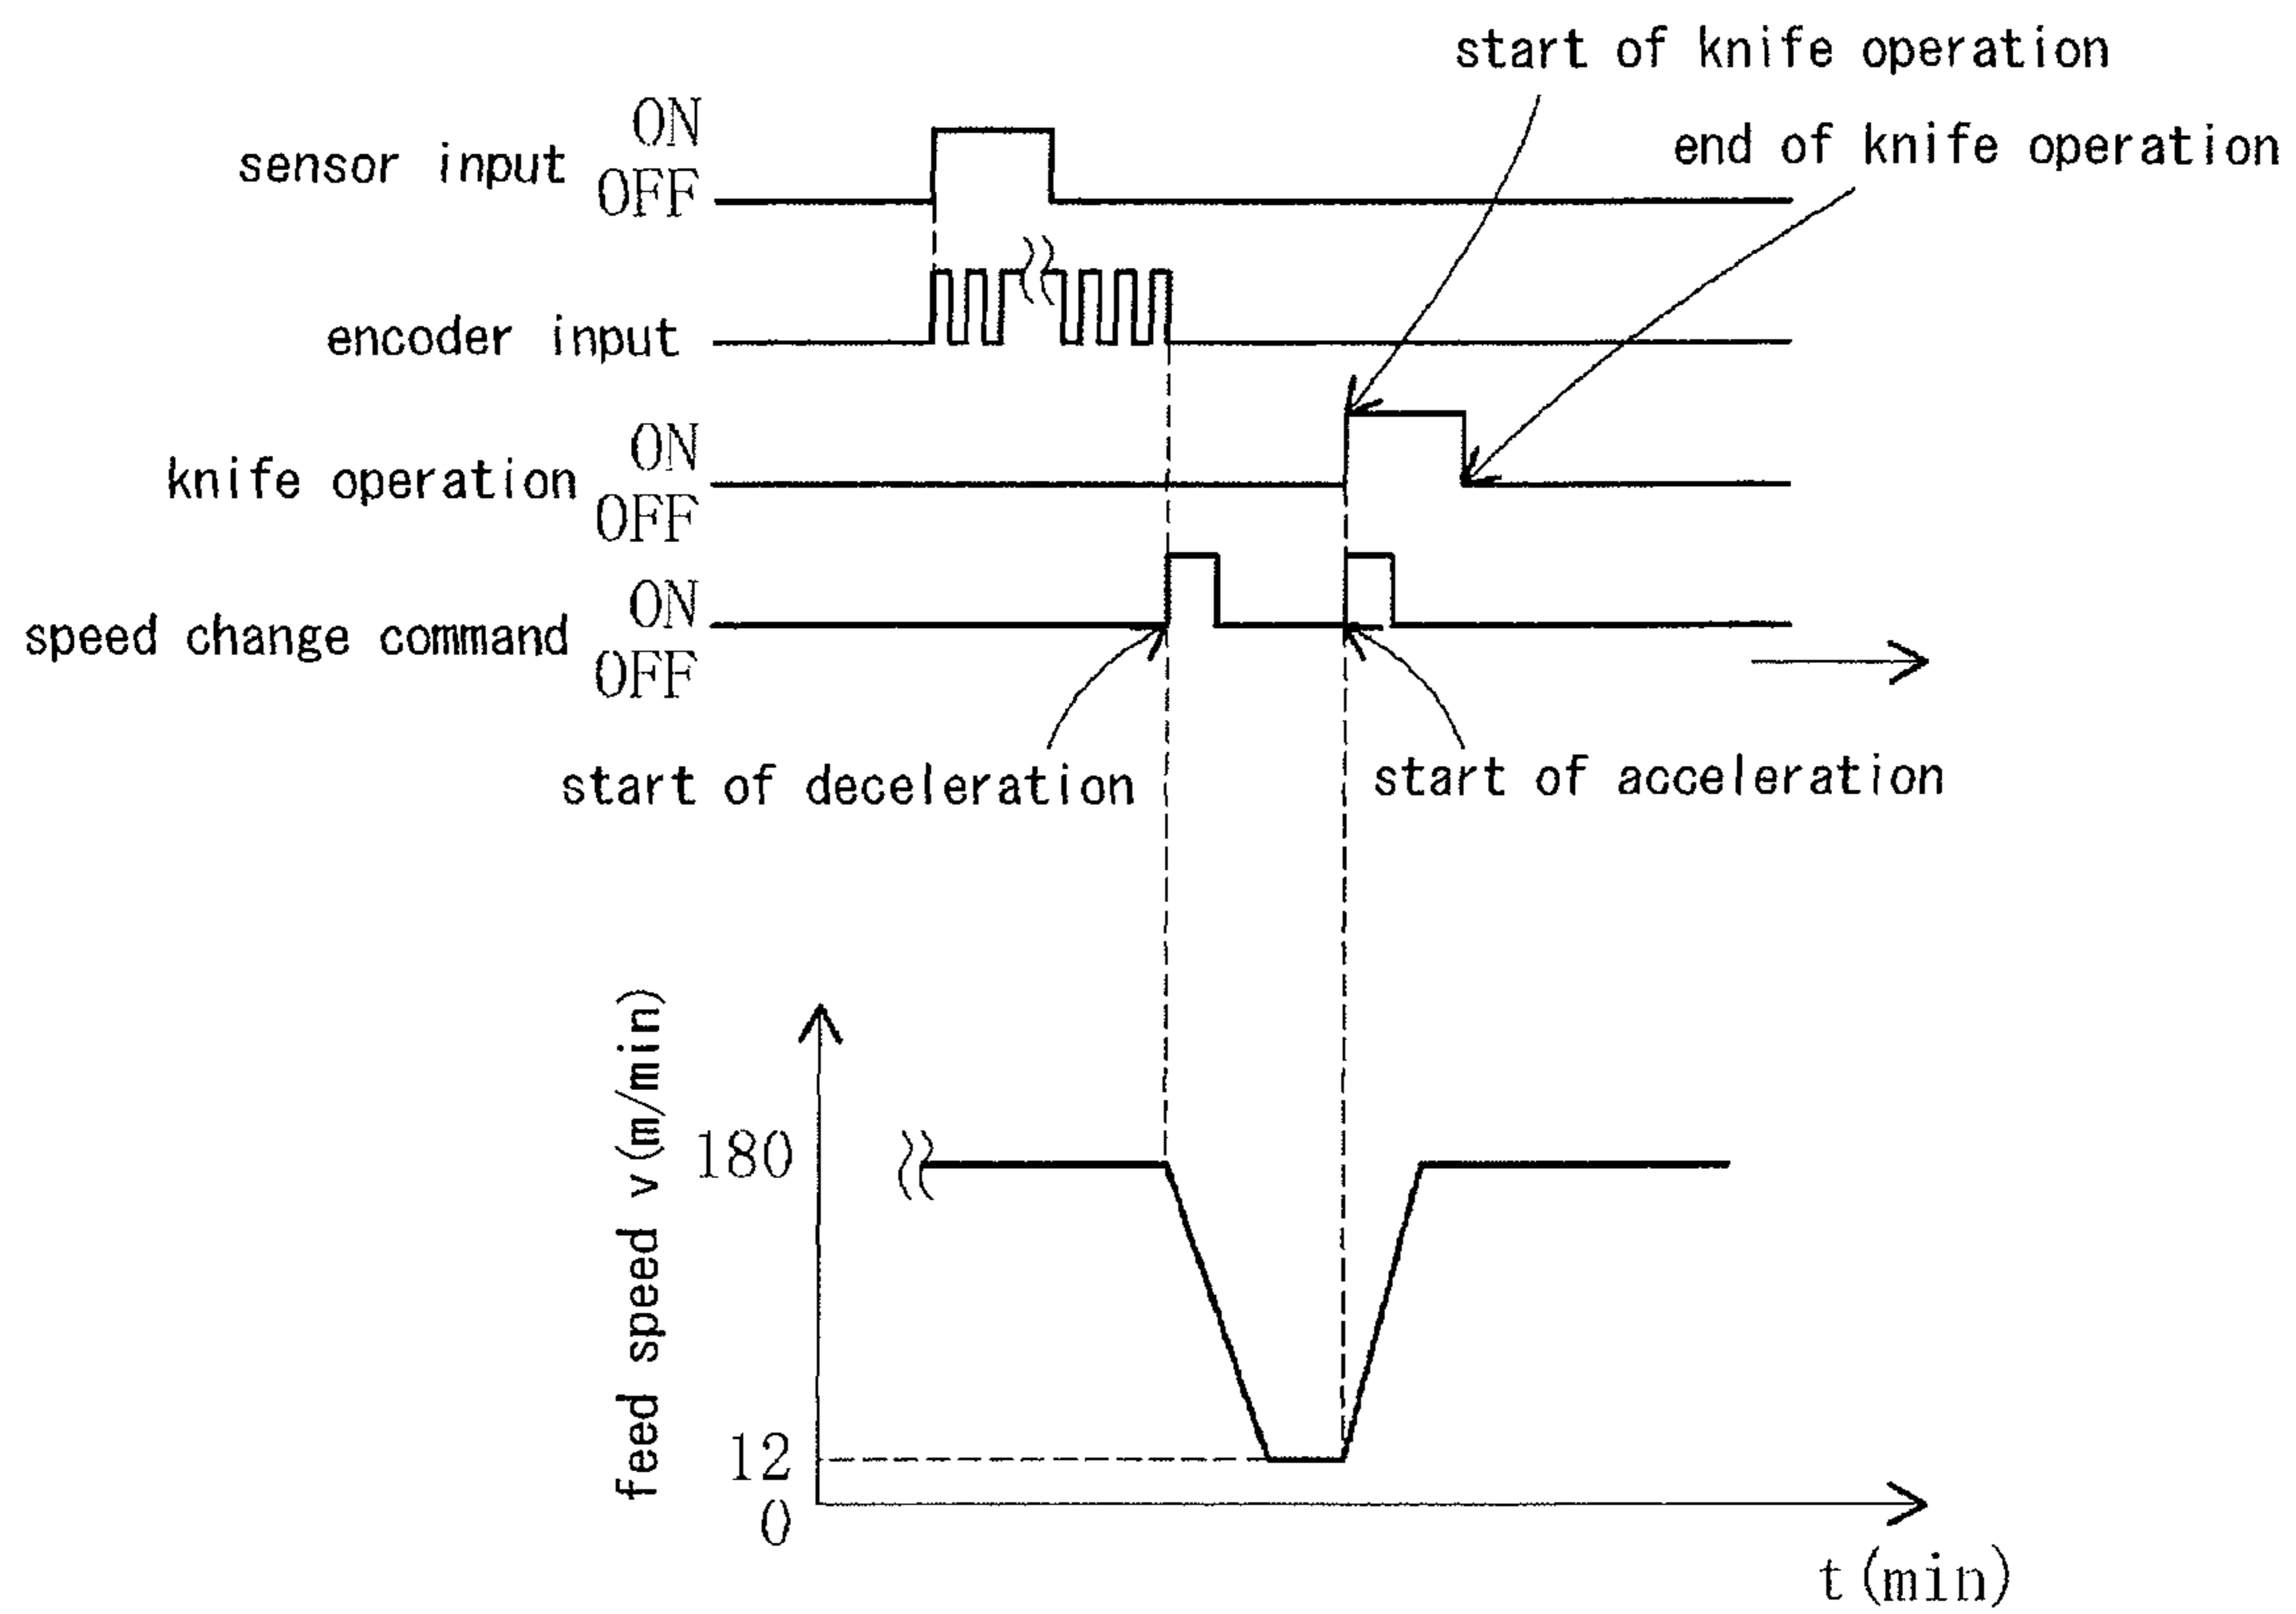 start of knife operation
end of knife operation
ON
sensor input
OFF
encoder input
ON
knife operation
OFF
ON
speed change command
OFF
start of deceleration
start of acceleration
feed speed v(m/min)
180
12
0
t(min)